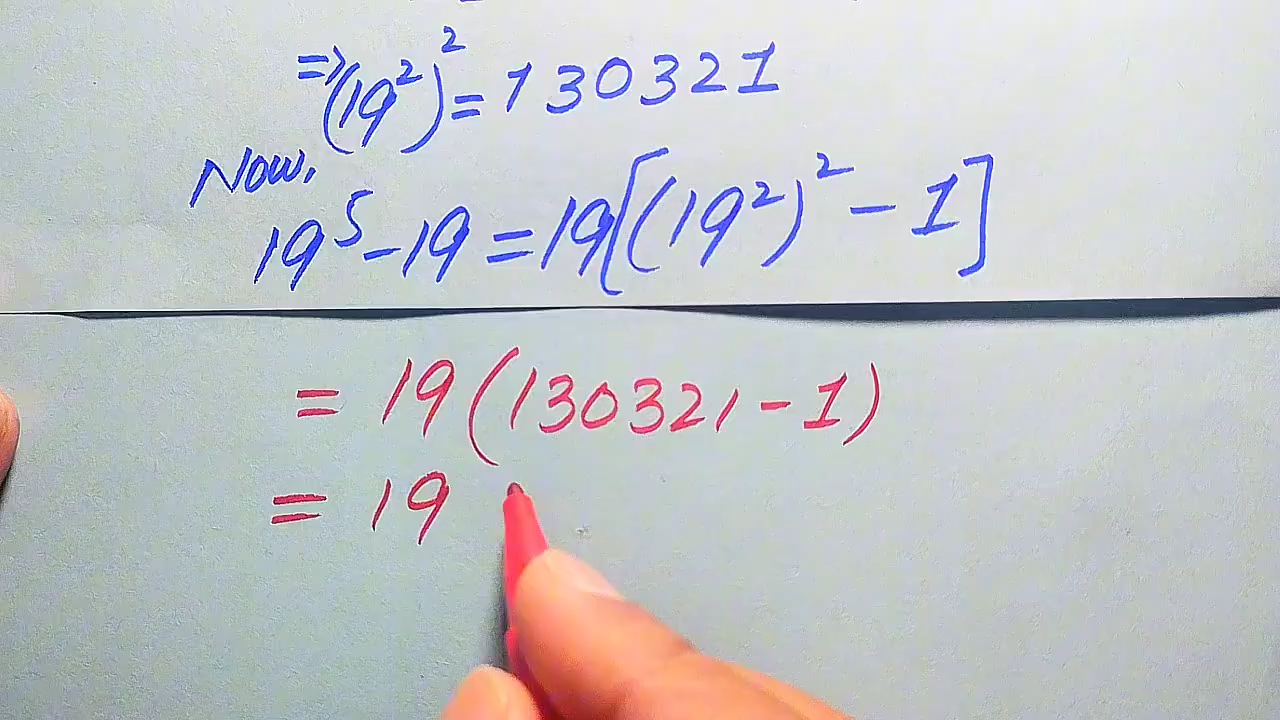 ⇒(19²)² = 130321
Now,
19⁵ - 19 = 19[(19²)² - 1]
= 19(130321 - 1)
= 19